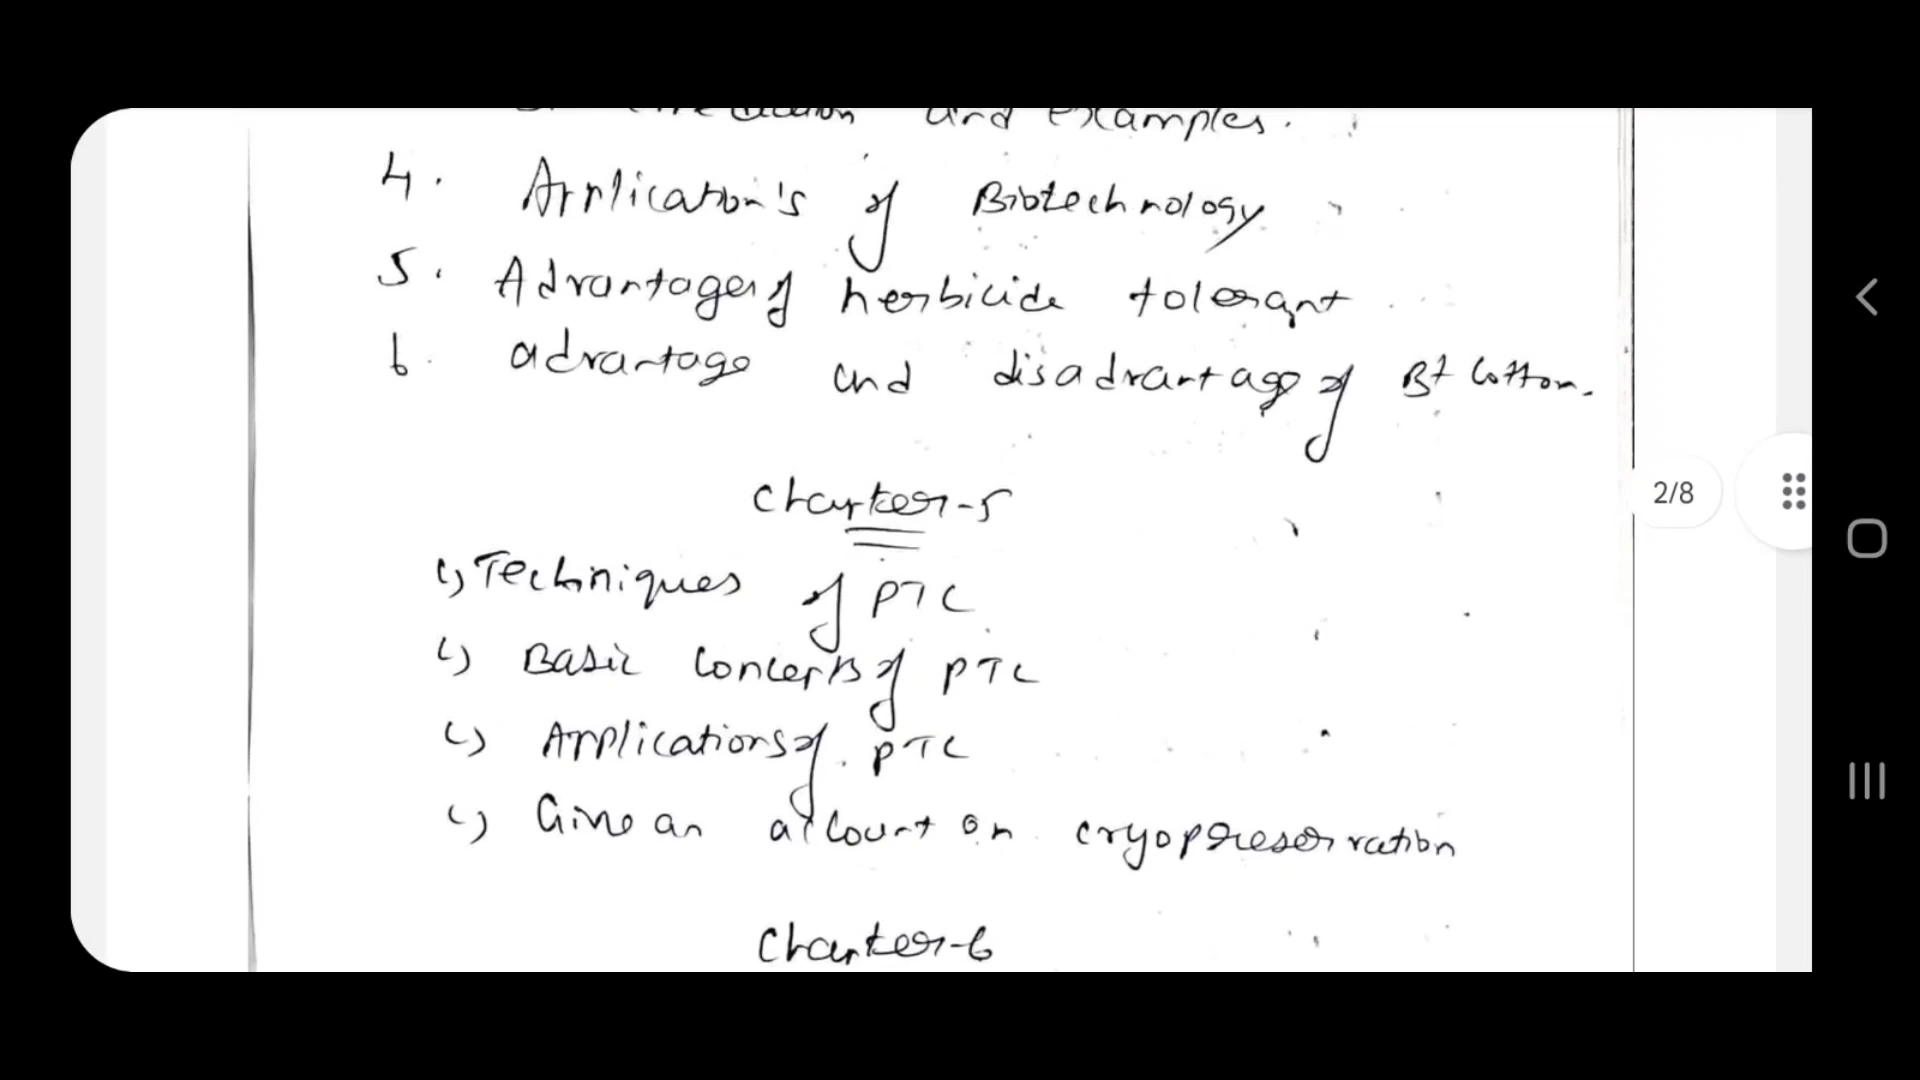 and examples.
4. Application's of Biotechnology
5. Advantages of herbicide tolerant
6. advantage and disadvantage of Bt Cotton.
Chapter-5
2/8
() Techniques of PTC
() Basic Concepts of PTC
() Applications of PTC
() Give an account on cryopreservation
Chapter-6